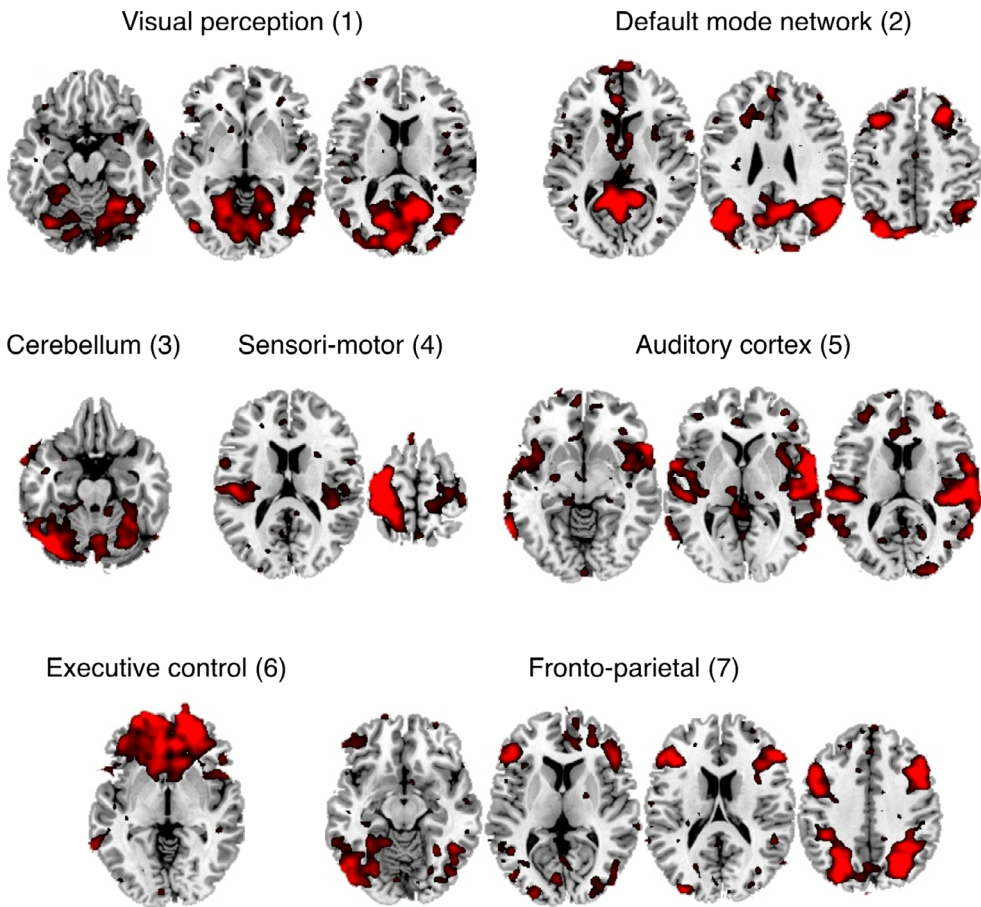 Visual perception (1)
Default mode network (2)
Cerebellum (3)
Sensori-motor (4)
Auditory cortex (5)
Executive control (6)
Fronto-parietal (7)